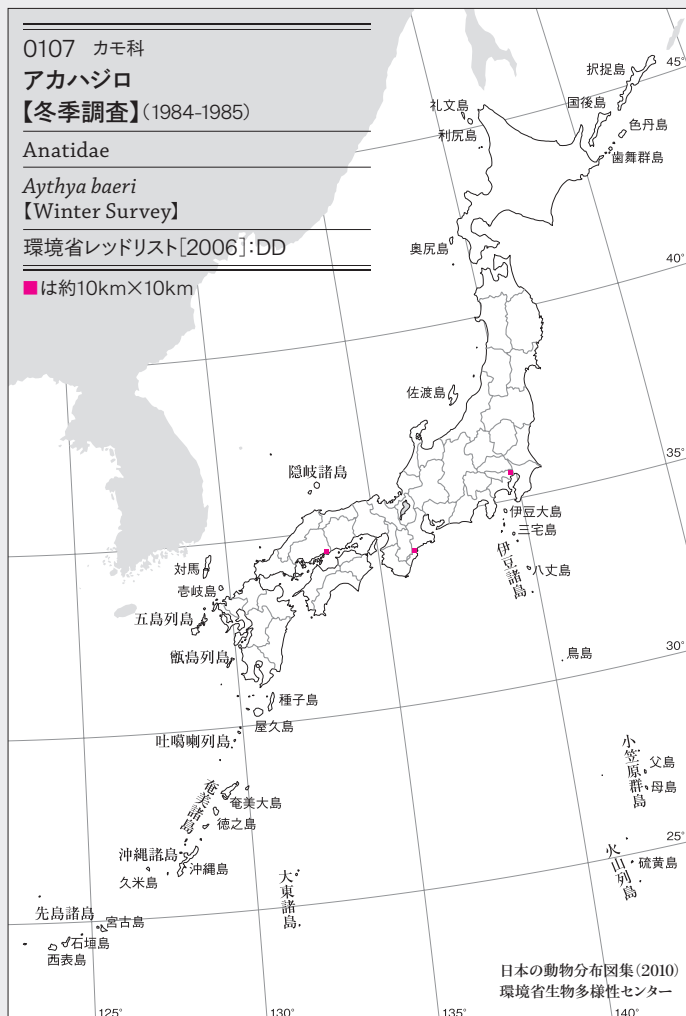 0107 カモ科
アカハジロ
【冬季調査】(1984-1985)
Anatidae
Aythya baeri
【Winter Survey】
環境省レッドリスト[2006]:DD
■は約10km×10km
択捉島
45°
国後島
礼文島
色丹島
利尻島
歯舞群島
奥尻島
40°
佐渡島
35°
隠岐諸島
伊豆大島
三宅島
伊豆諸島
八丈島
対馬
壱岐島
五島列島
甑島列島
鳥島
30°
種子島
屋久島
吐噶喇列島
小笠原群島
父島
母島
奄美諸島
奄美大島
徳之島
25°
沖縄諸島
沖縄島
久米島
火山列島
硫黄島
大東諸島
先島諸島
宮古島
石垣島
西表島
日本の動物分布図集(2010)
環境省生物多様性センター
125°
130°
135°
140°